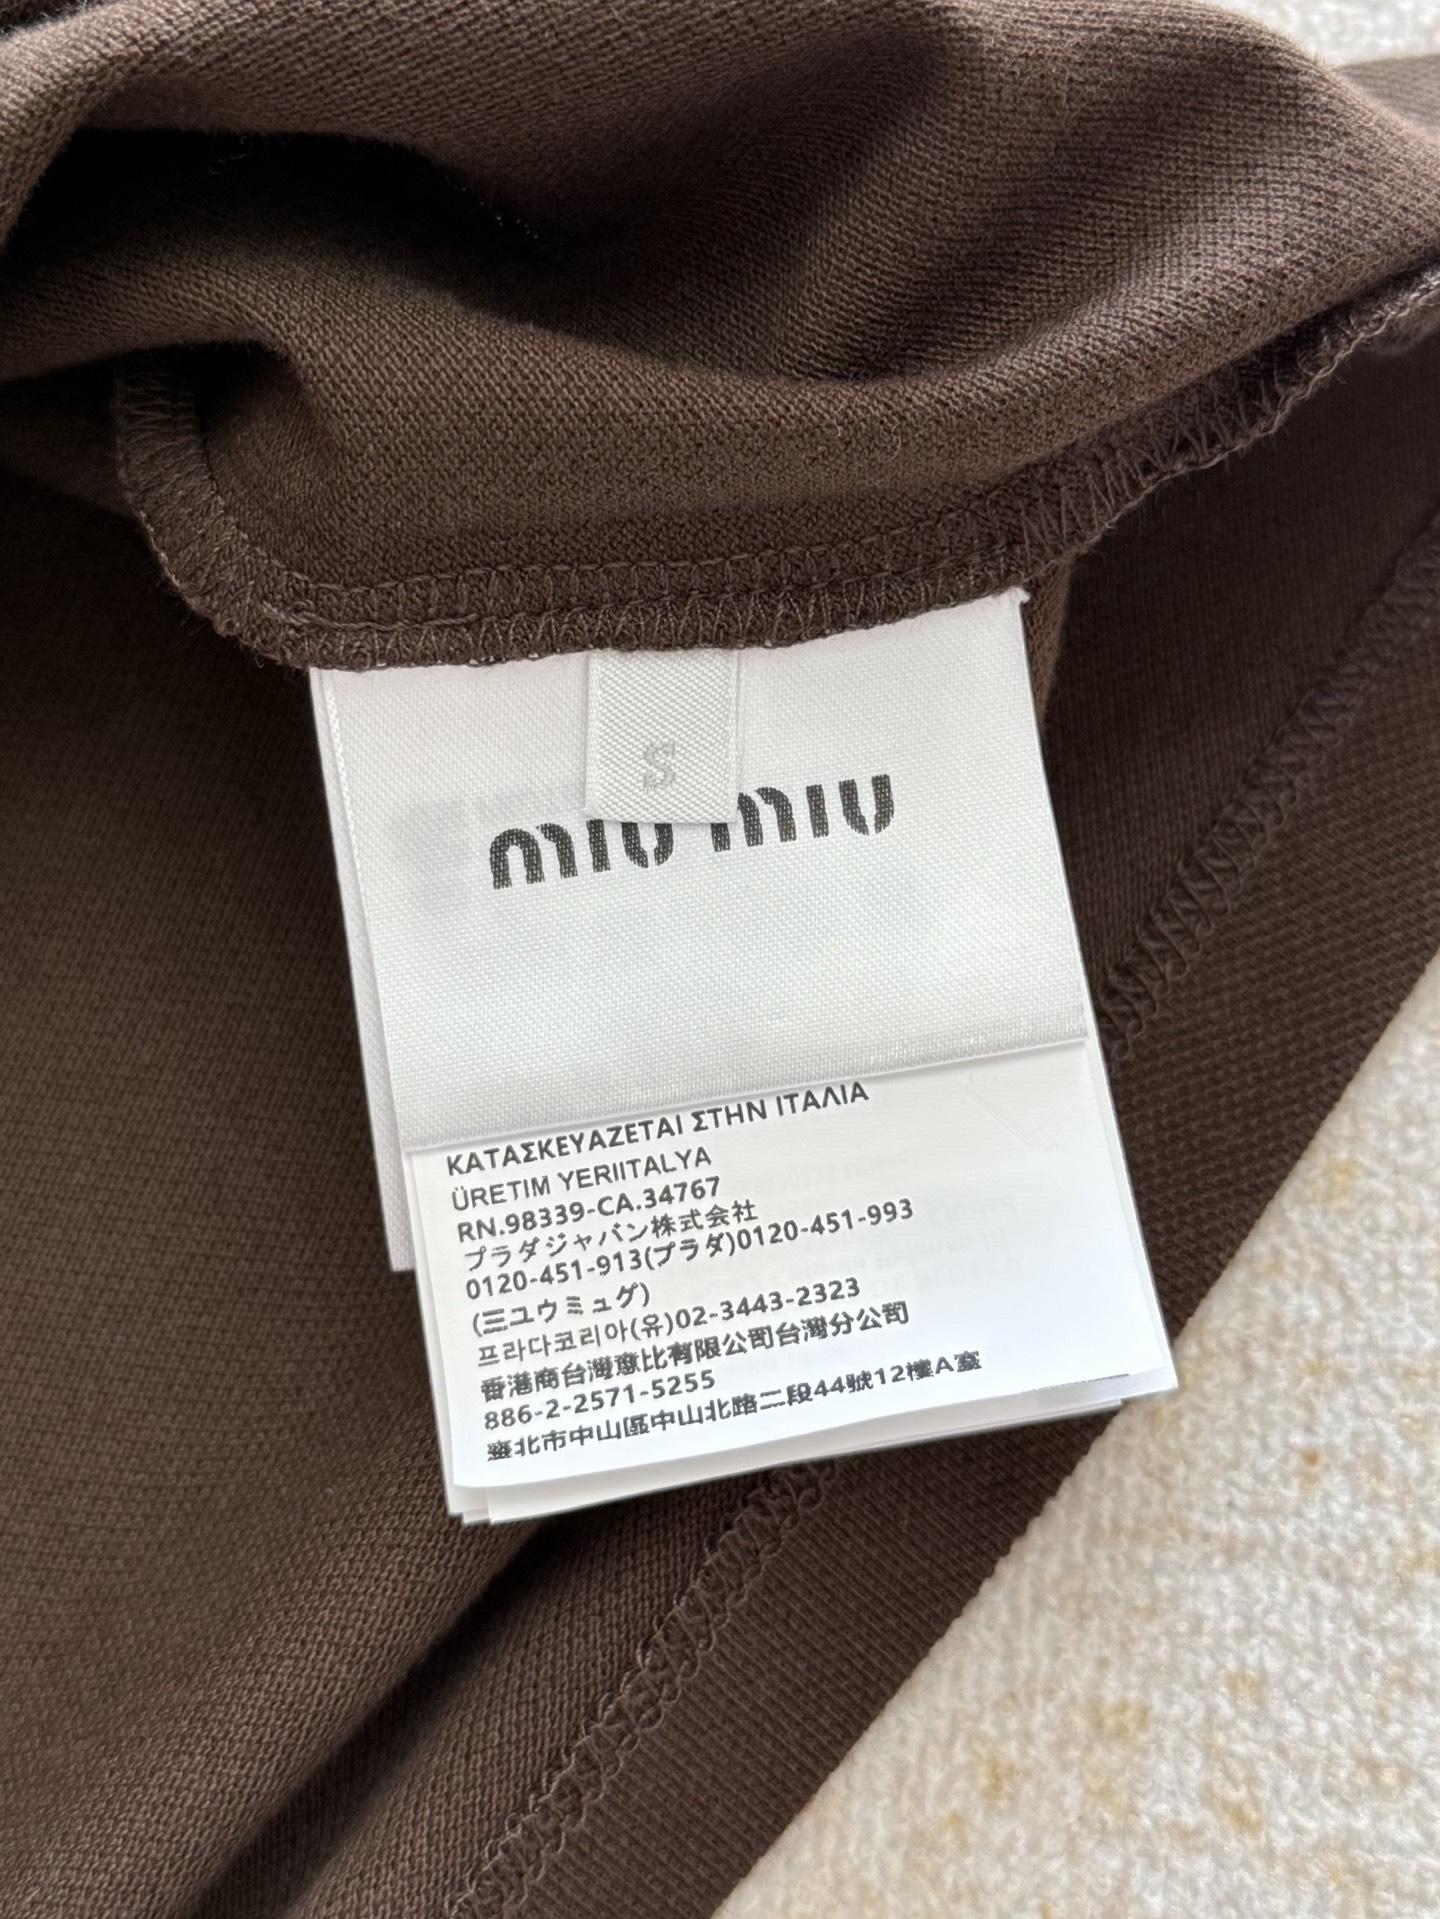 S
miu miu
ΚΑΤΑΣΚΕΥΑΖΕΤΑΙ ΣΤΗΝ ΙΤΑΛΙΑ
ÜRETIM YERIITALYA
RN.98339-CA.34767
プラダジャバン株式会社
0120-451-913(プラダ)0120-451-993
(三ユウミュグ)
프라다코리아(유)02-3443-2323
香港商台灣意比有限公司台灣分公司
886-2-2571-5255
臺北市中山區中山北路二段44號12樓A室